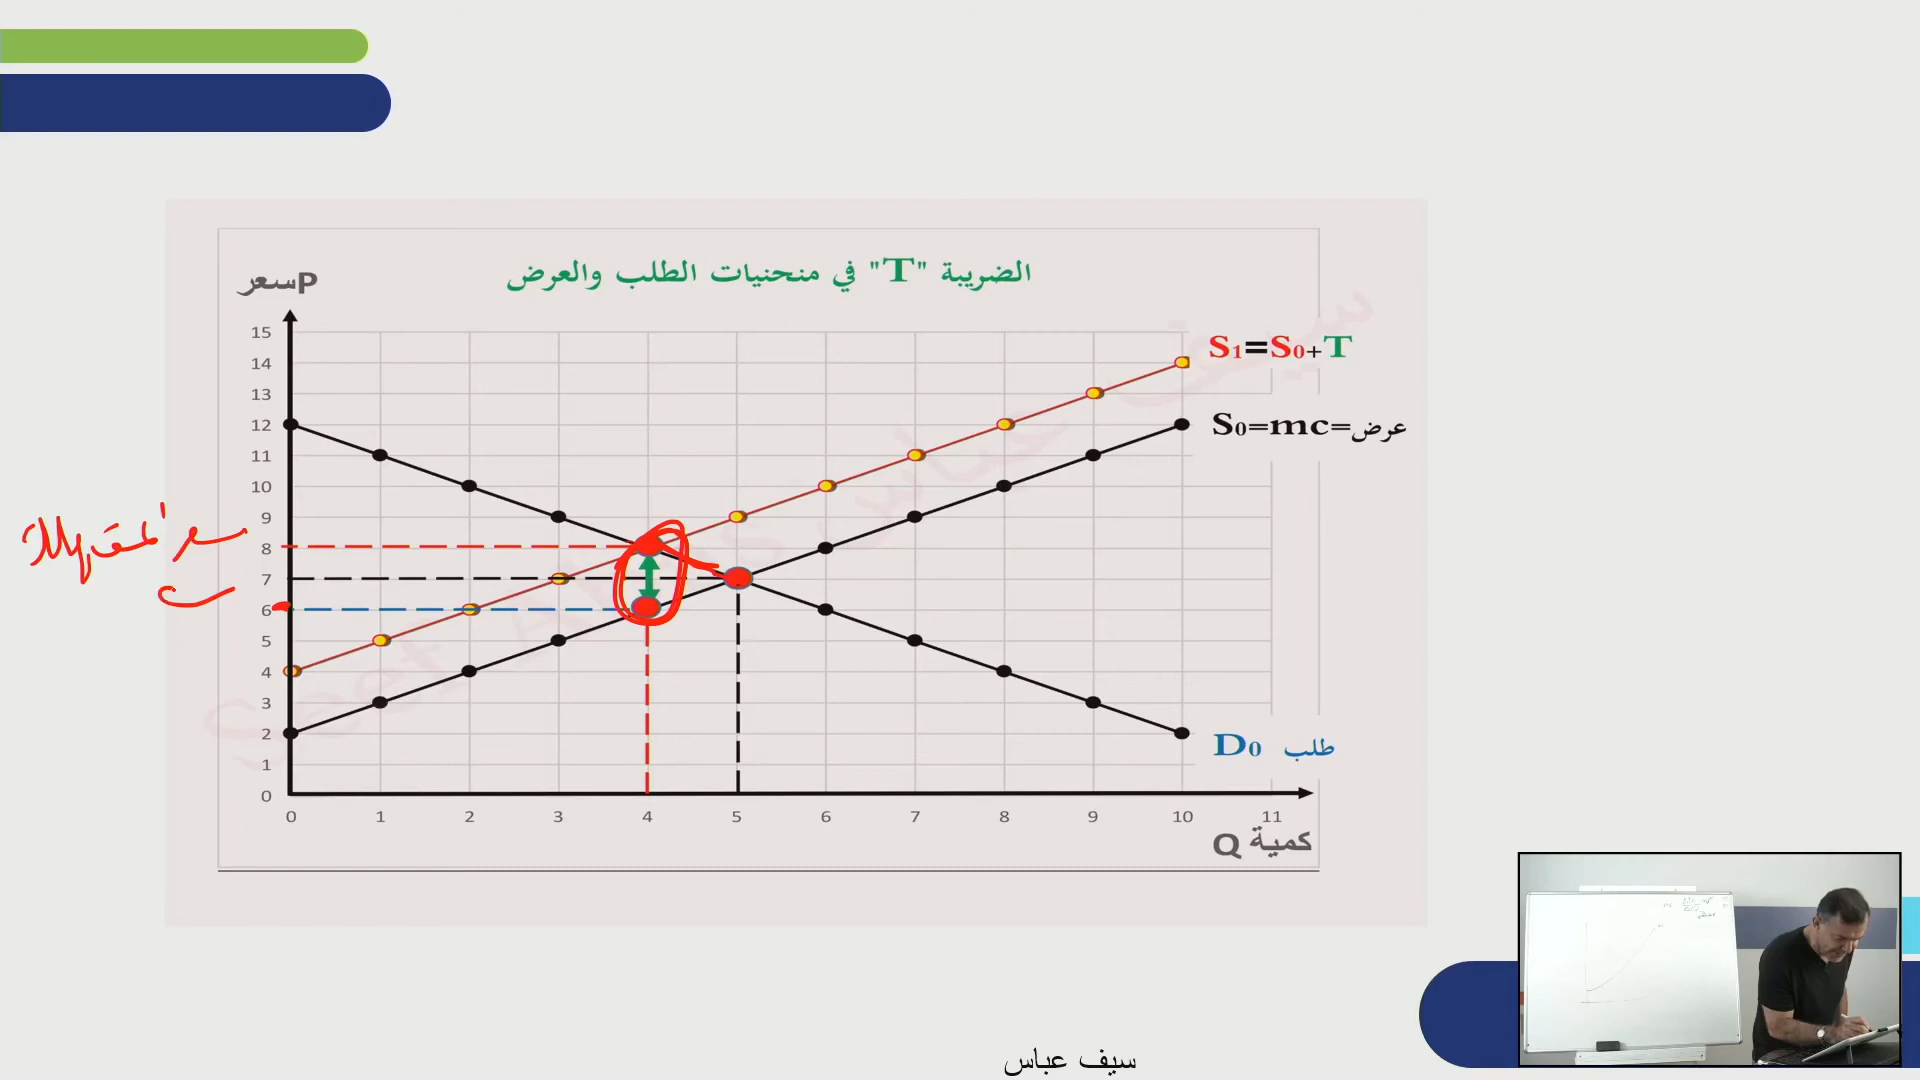 الضريبة "T" في منحنيات الطلب والعرض
سعرP
15
14
13
12
11
10
9
8
7
6
5
4
3
2
1
0
S₁=S₀+T
S₀=mc=عرض
D₀ طلب
0 1 2 3 4 5 6 7 8 9 10 11
كمية Q
سيف عباس